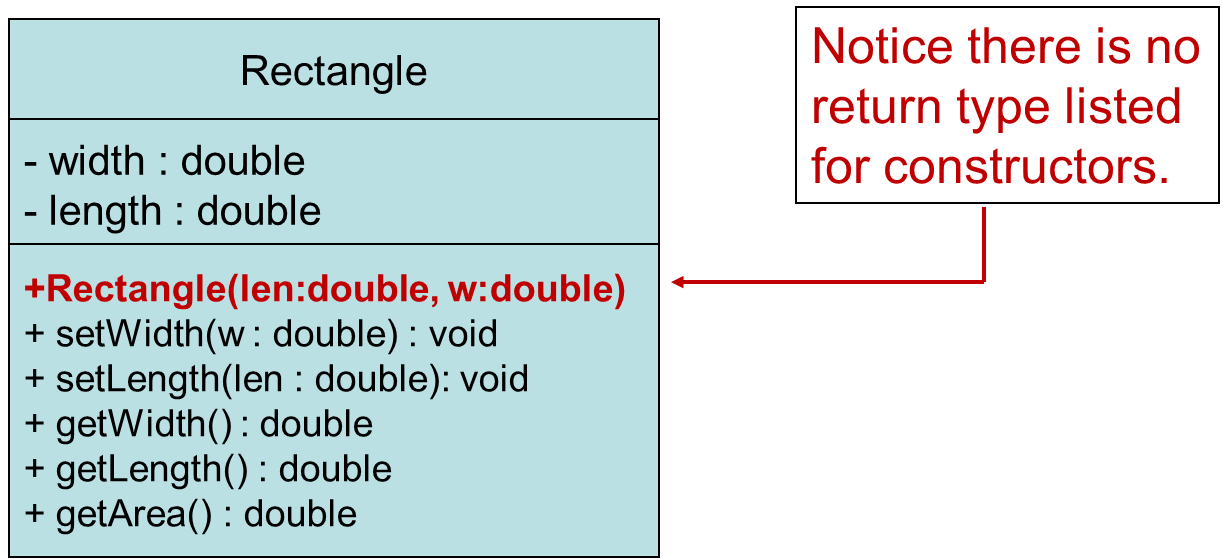 Rectangle
- width : double
- length : double
+Rectangle(len:double, w:double)
+ setWidth(w : double) : void
+ setLength(len : double): void
+ getWidth() : double
+ getLength() : double
+ getArea() : double
Notice there is no
return type listed
for constructors.